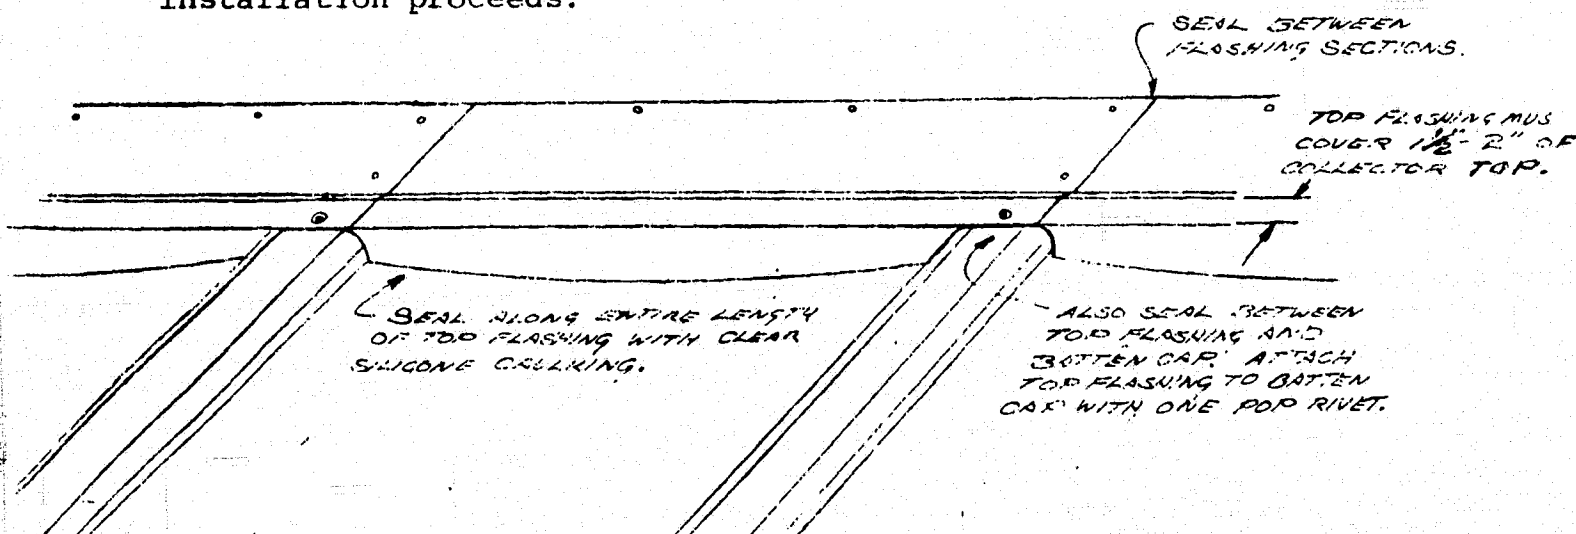 installation proceeds.
SEAL BETWEEN
FLASHING SECTIONS.
TOP FLASHING MUS
COVER 1½"- 2" OF
COLLECTOR TOP.
SEAL ALONG ENTIRE LENGTH
OF TOP FLASHING WITH CLEAR
SILICONE CAULKING.
ALSO SEAL BETWEEN
TOP FLASHING AND
BATTEN CAP. ATTACH
TOP FLASHING TO BATTEN
CAP WITH ONE POP RIVET.